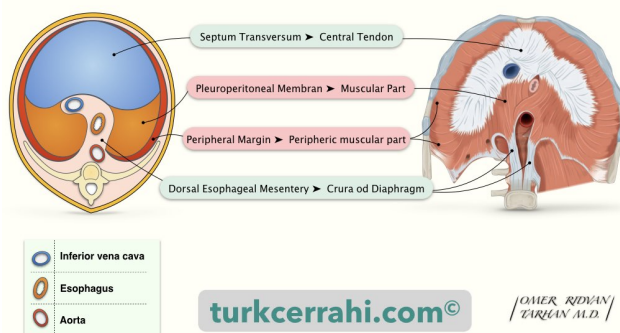 Septum Transversum ➤ Central Tendon
Pleuroperitoneal Membran ➤ Muscular Part
Peripheral Margin ➤ Peripheric muscular part
Dorsal Esophageal Mesentery ➤ Crura od Diaphragm
Inferior vena cava
Esophagus
Aorta
turkcerrahi.com©
OMER RIDVAN
TARHAN M.D.